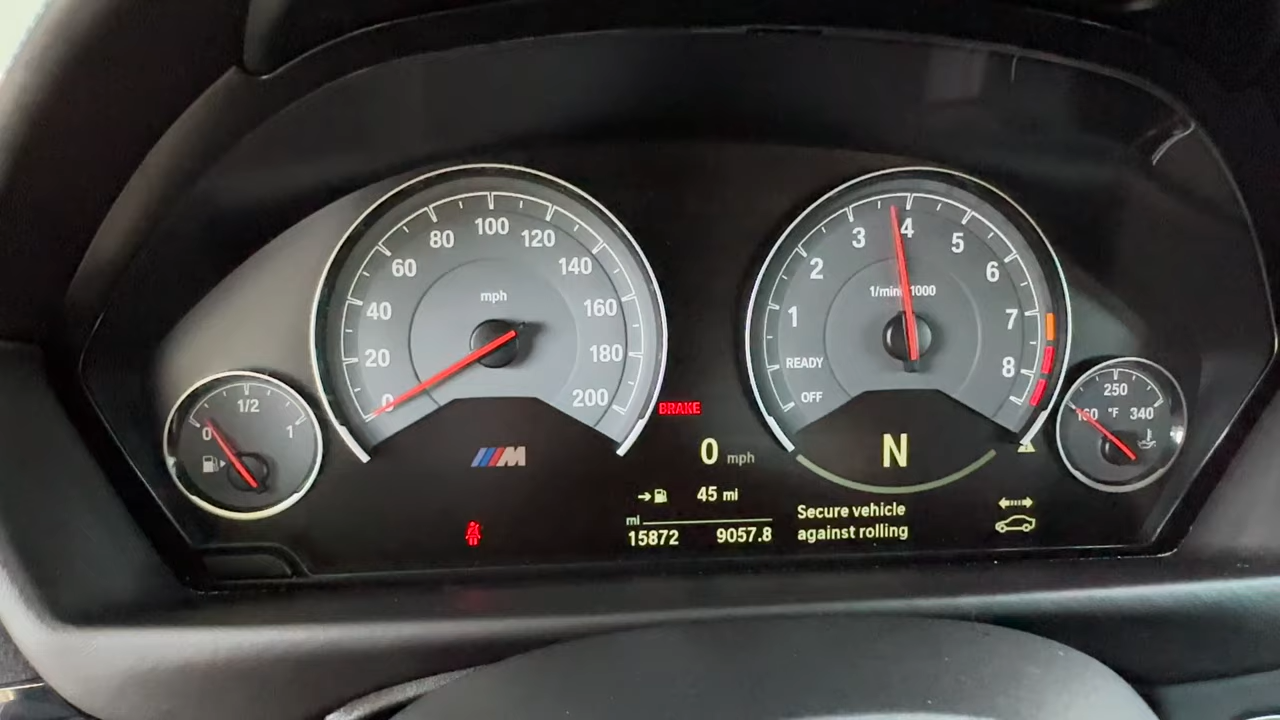 mph
0
20
40
60
80
100
120
140
160
180
200
1/min 1000
OFF
READY
1
2
3
4
5
6
7
8
0
1/2
1
160
250
340
°F
BRAKE
M
0 mph
N
45 mi
mi
15872 9057.8
Secure vehicle
against rolling